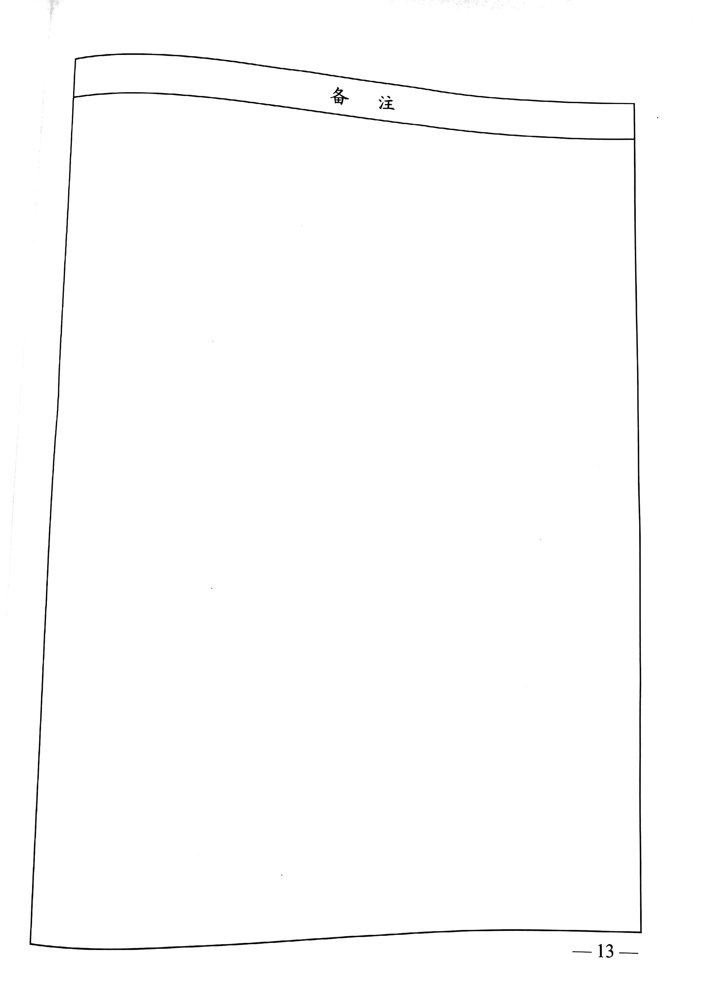 备 注
— 13 —